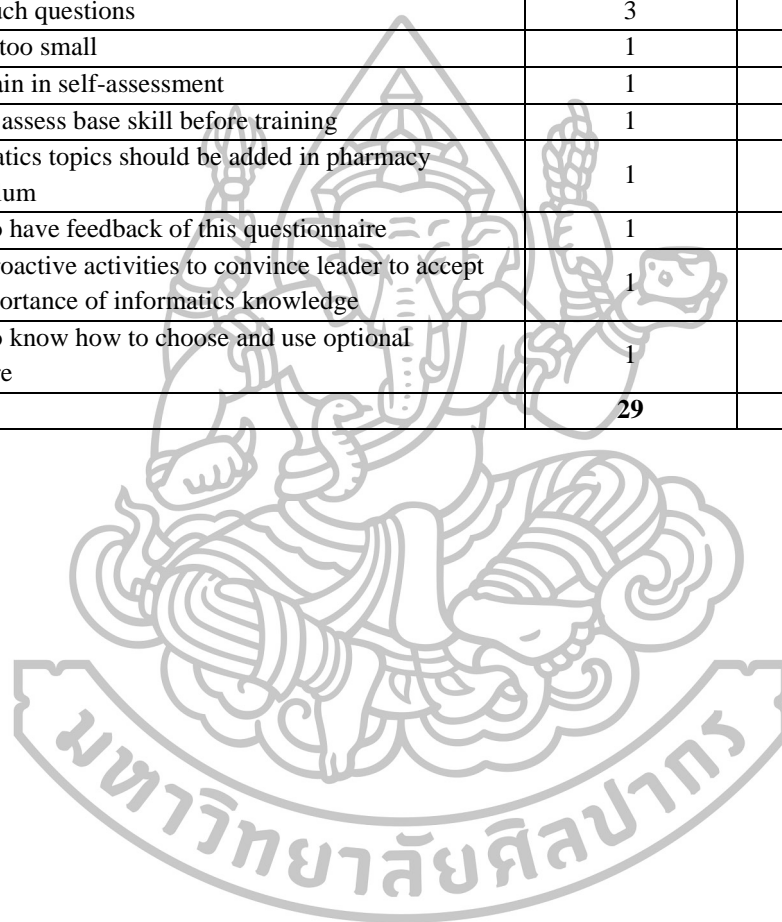 uch questions 3
too small 1
ain in self-assessment 1
assess base skill before training 1
atics topics should be added in pharmacy
um 1
o have feedback of this questionnaire 1
roactive activities to convince leader to accept
portance of informatics knowledge 1
o know how to choose and use optional
re 1
29
มหาวิทยาลัยศิลปากร